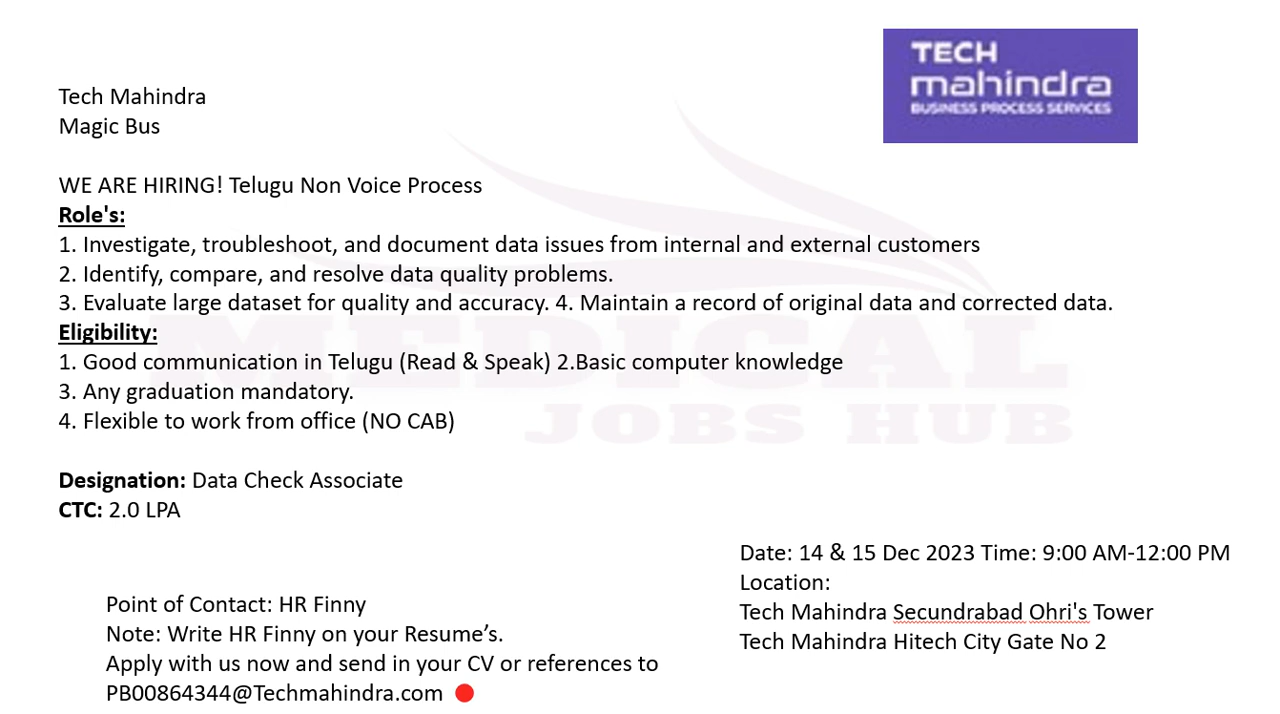 TECH
mahindra
BUSINESS PROCESS SERVICES
Tech Mahindra
Magic Bus
WE ARE HIRING! Telugu Non Voice Process
Role's:
1. Investigate, troubleshoot, and document data issues from internal and external customers
2. Identify, compare, and resolve data quality problems.
3. Evaluate large dataset for quality and accuracy. 4. Maintain a record of original data and corrected data.
Eligibility:
1. Good communication in Telugu (Read & Speak) 2.Basic computer knowledge
3. Any graduation mandatory.
4. Flexible to work from office (NO CAB)
MEDICAL
JOBS HUB
Designation: Data Check Associate
CTC: 2.0 LPA
Date: 14 & 15 Dec 2023 Time: 9:00 AM-12:00 PM
Location:
Tech Mahindra Secundrabad Ohri's Tower
Tech Mahindra Hitech City Gate No 2
Point of Contact: HR Finny
Note: Write HR Finny on your Resume’s.
Apply with us now and send in your CV or references to
PB00864344@Techmahindra.com